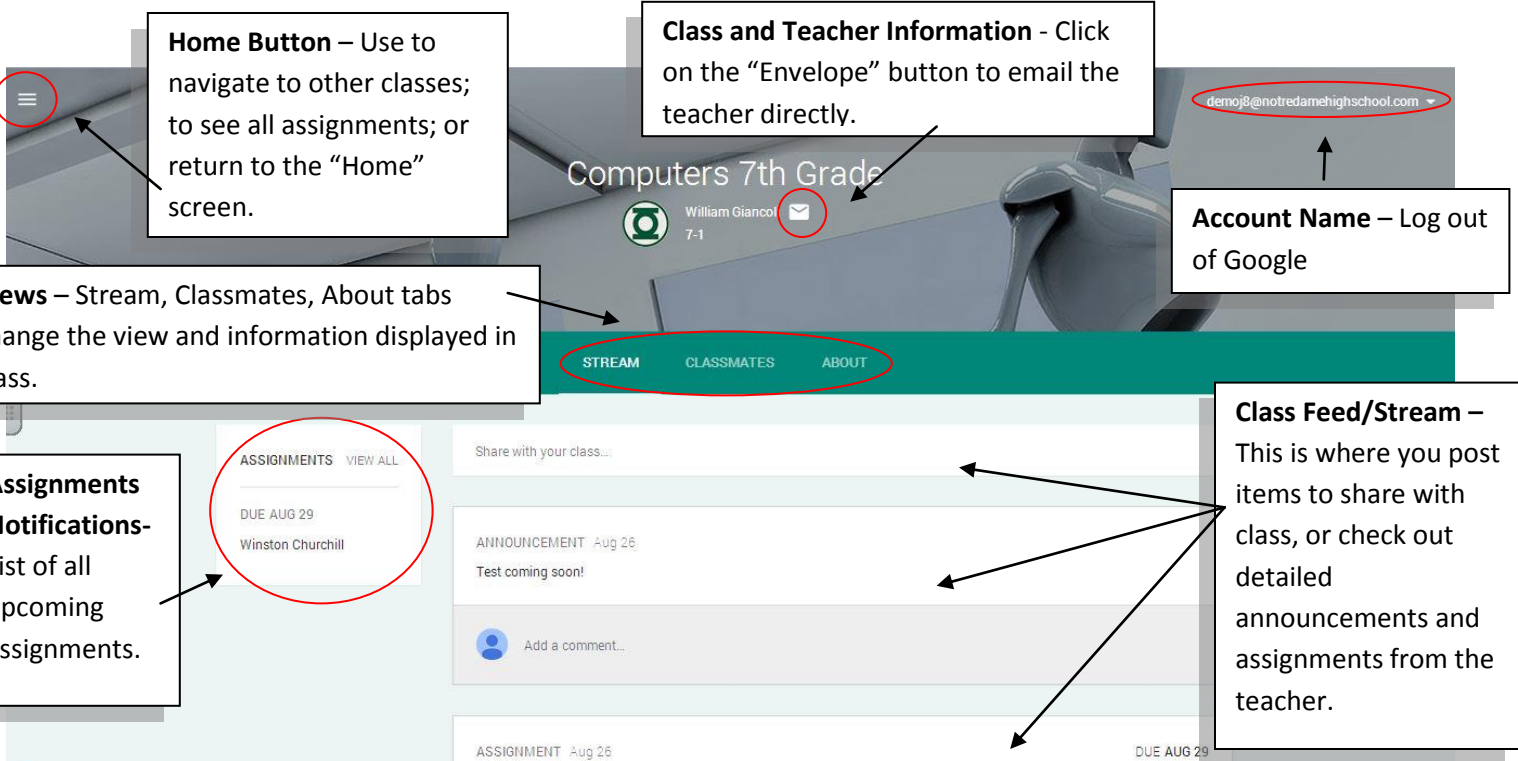 Home Button – Use to
navigate to other classes;
to see all assignments; or
return to the “Home”
screen.
Class and Teacher Information - Click
on the “Envelope” button to email the
teacher directly.
demoj8@notredamehighschool.com
Computers 7th Grade
William Giancol
7-1
Account Name – Log out
of Google
ews – Stream, Classmates, About tabs
hange the view and information displayed in
ass.
STREAM CLASSMATES ABOUT
Class Feed/Stream –
This is where you post
items to share with
class, or check out
detailed
announcements and
assignments from the
teacher.
ASSIGNMENTS VIEW ALL
DUE AUG 29
Winston Churchill
Assignments
Notifications-
ist of all
pcoming
ssignments.
Share with your class...
ANNOUNCEMENT Aug 26
Test coming soon!
Add a comment...
ASSIGNMENT Aug 26
DUE AUG 29